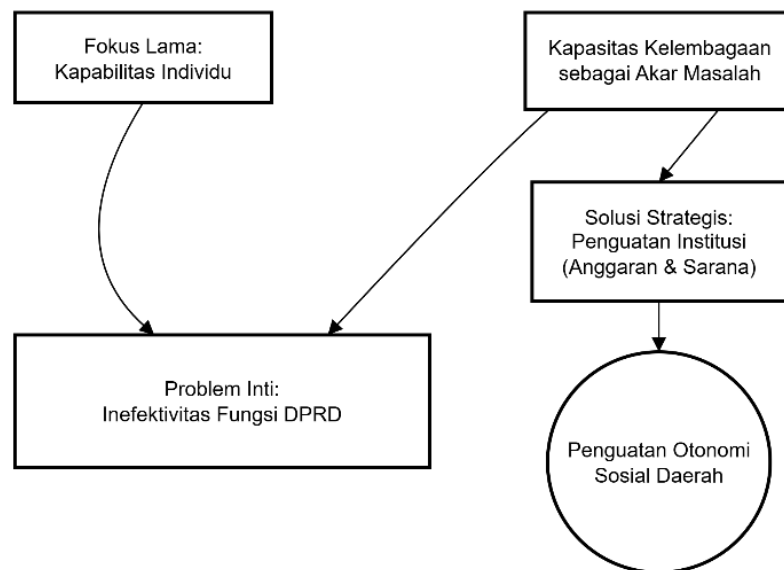 Fokus Lama:
Kapabilitas Individu
Kapasitas Kelembagaan
sebagai Akar Masalah
Solusi Strategis:
Penguatan Institusi
(Anggaran & Sarana)
Problem Inti:
Inefektivitas Fungsi DPRD
Penguatan Otonomi
Sosial Daerah